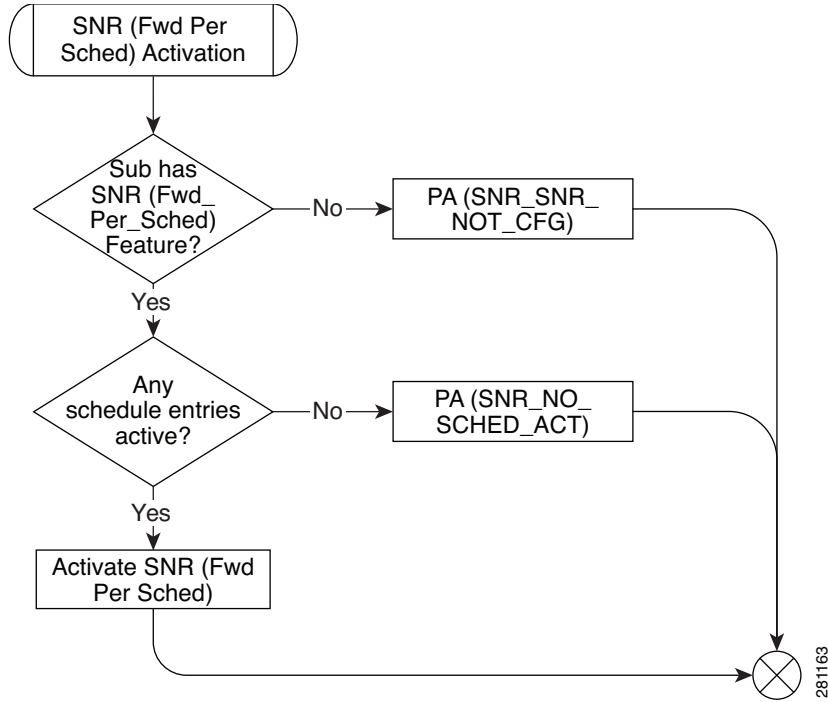 SNR (Fwd Per
Sched) Activation
Sub has
SNR (Fwd_
Per_Sched)
Feature?
No
PA (SNR_SNR_
NOT_CFG)
Yes
Any
schedule entries
active?
No
PA (SNR_NO_
SCHED_ACT)
Yes
Activate SNR (Fwd
Per Sched)
281163